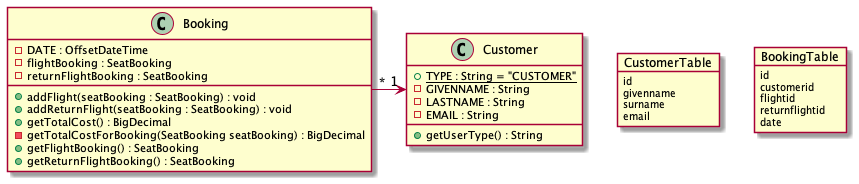 C Booking
DATE : OffsetDateTime
flightBooking : SeatBooking
returnFlightBooking : SeatBooking
addFlight(seatBooking : SeatBooking) : void
addReturnFlight(seatBooking : SeatBooking) : void
getTotalCost() : BigDecimal
getTotalCostForBooking(SeatBooking seatBooking) : BigDecimal
getFlightBooking() : SeatBooking
getReturnFlightBooking() : SeatBooking
* 1
C Customer
TYPE : String = "CUSTOMER"
GIVENNAME : String
LASTNAME : String
EMAIL : String
getUserType() : String
CustomerTable
id
givenname
surname
email
BookingTable
id
customerid
flightid
returnflightid
date